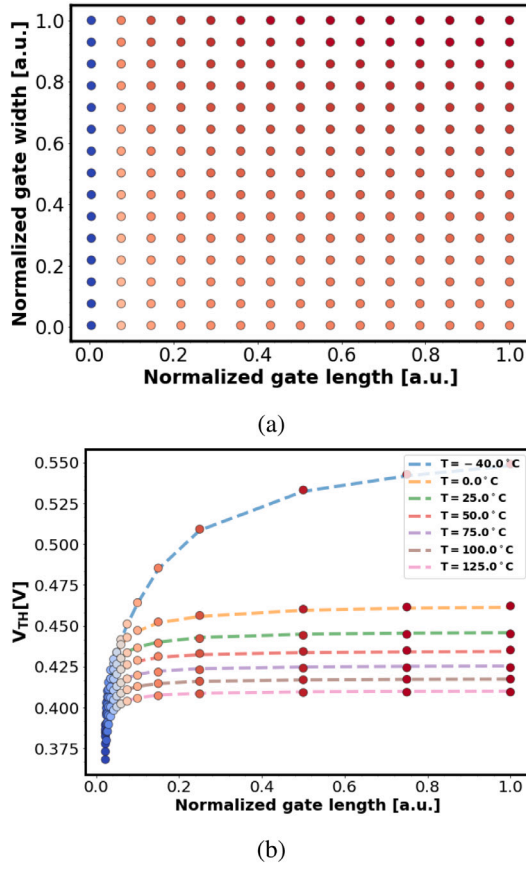 1.0
0.8
0.6
0.4
0.2
0.0
Normalized gate width [a.u.]
0.0 0.2 0.4 0.6 0.8 1.0
Normalized gate length [a.u.]
(a)
0.550
0.525
0.500
0.475
0.450
0.425
0.400
0.375
V_TH[V]
T = −40.0°C
T = 0.0°C
T = 25.0°C
T = 50.0°C
T = 75.0°C
T = 100.0°C
T = 125.0°C
0.0 0.2 0.4 0.6 0.8 1.0
Normalized gate length [a.u.]
(b)